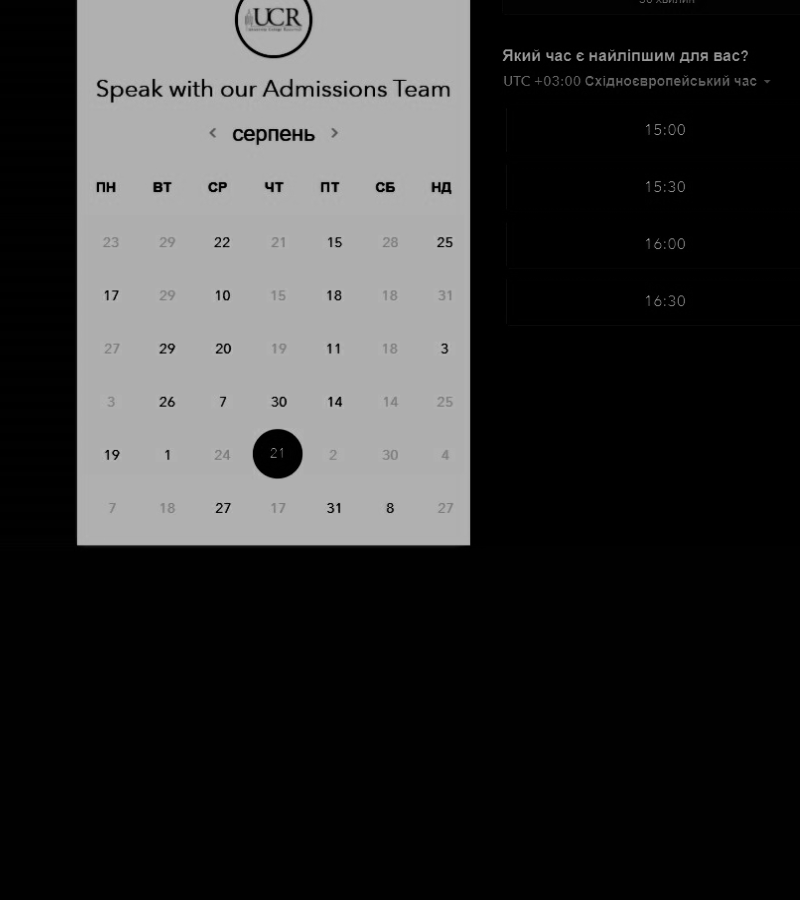 UCR
Speak with our Admissions Team
серпень
ПН ВТ СР ЧТ ПТ СБ НД
23 29 22 21 15 28 25
17 29 10 15 18 18 31
27 29 20 19 11 18 3
3 26 7 30 14 14 25
19 1 24 21 2 30 4
7 18 27 17 31 8 27
30 хвилин
Який час є найліпшим для вас?
UTC +03:00 Східноєвропейський час
15:00
15:30
16:00
16:30